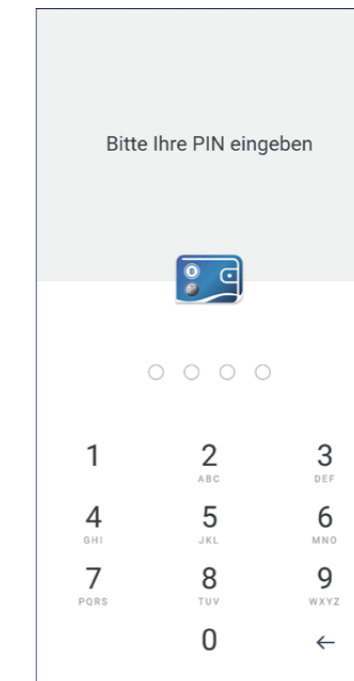 Bitte Ihre PIN eingeben
1 2 3
ABC DEF
4 5 6
GHI JKL MNO
7 8 9
PQRS TUV WXYZ
0 ←